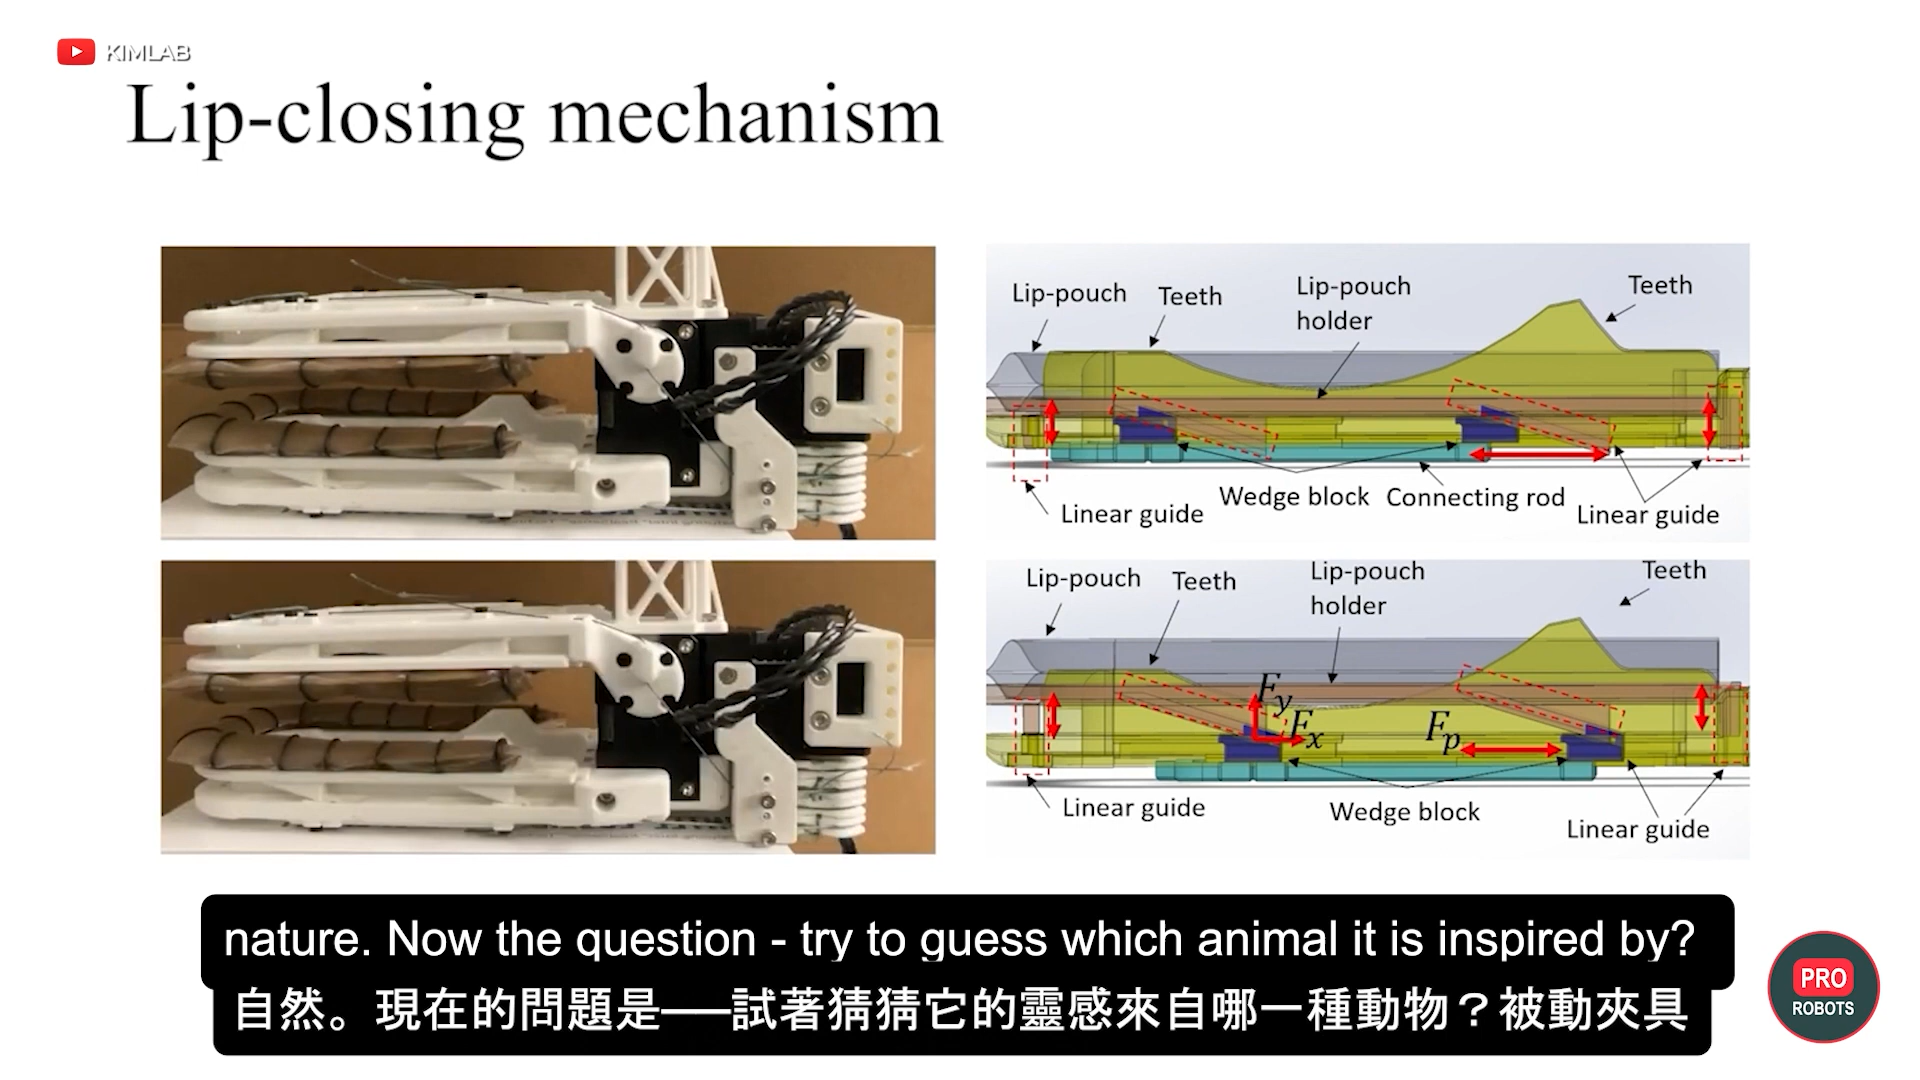 KIMLAB
Lip-closing mechanism
Lip-pouch
Teeth
Lip-pouch
holder
Teeth
Linear guide
Wedge block
Connecting rod
Linear guide
Lip-pouch
Teeth
Lip-pouch
holder
Teeth
Fy
Fx
Fp
Linear guide
Wedge block
Linear guide
nature. Now the question - try to guess which animal it is inspired by?
自然。現在的問題是──試著猜猜它的靈感來自哪一種動物？被動夾具
PRO
ROBOTS